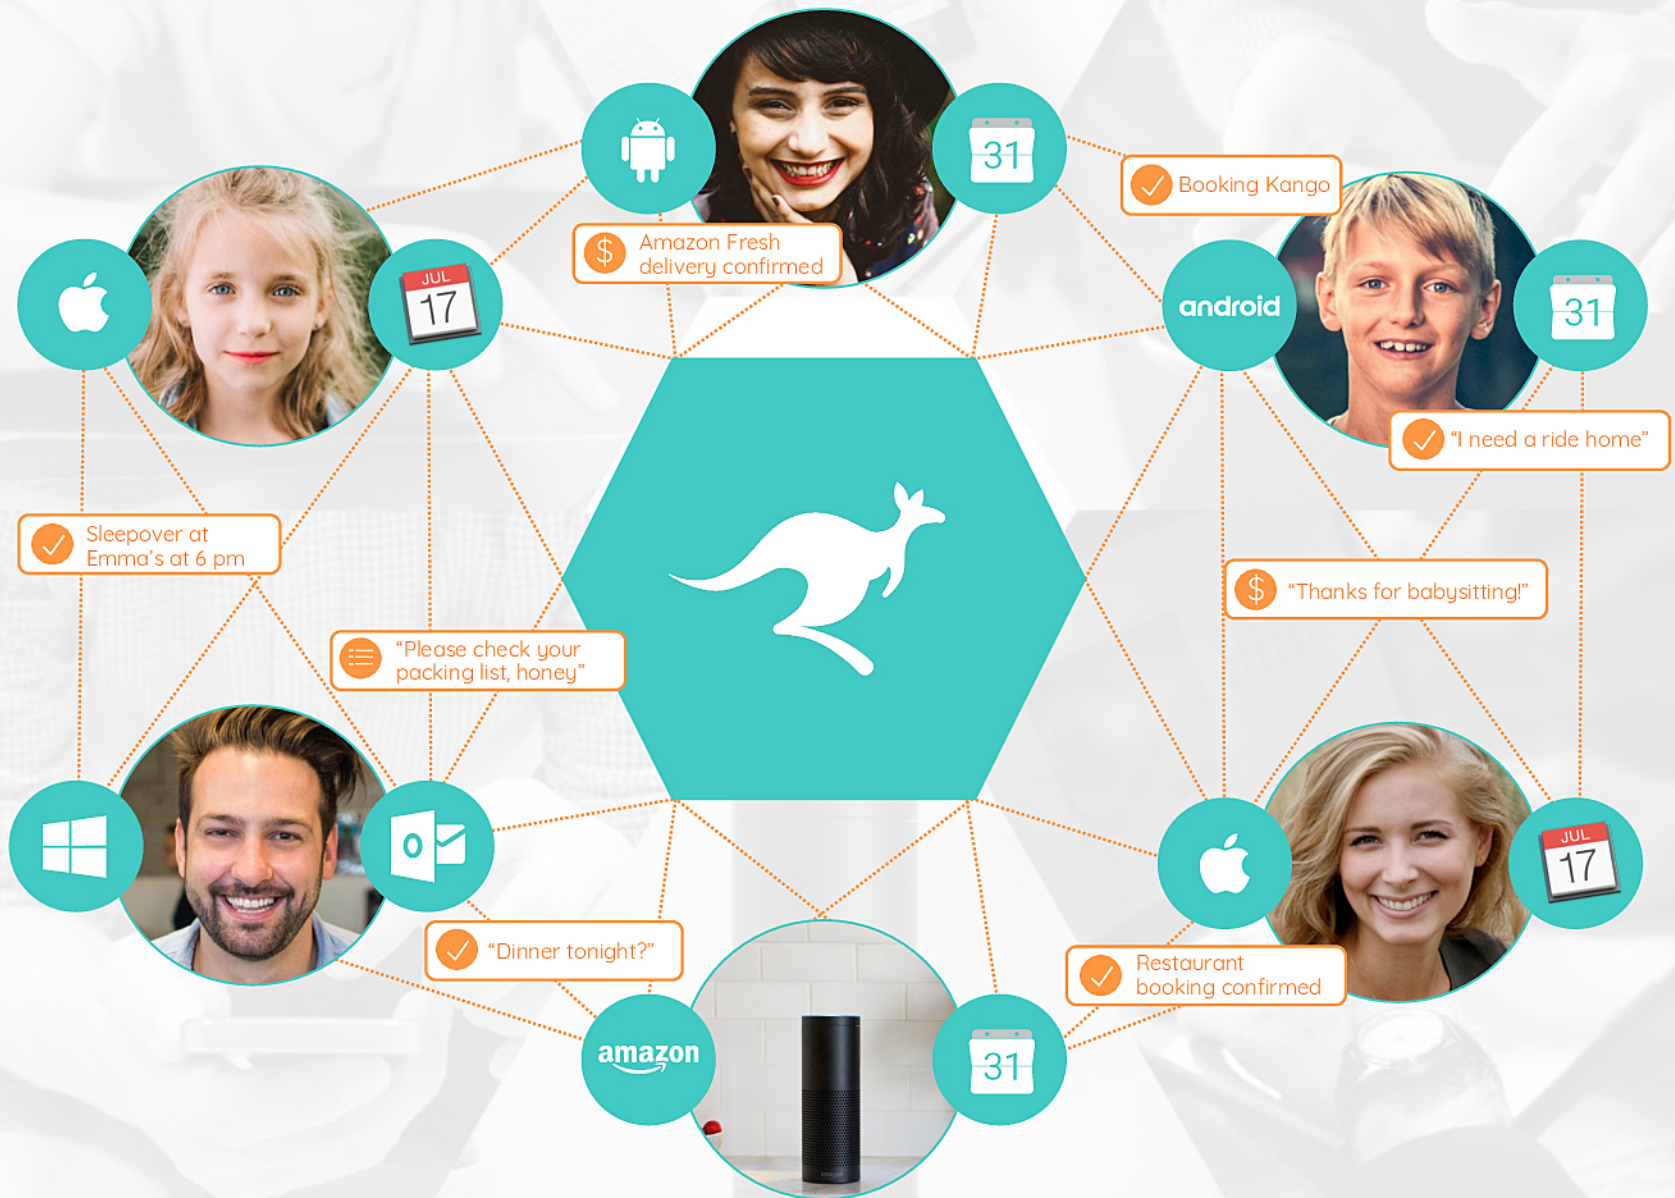 31
Booking Kango
Amazon Fresh
delivery confirmed
JUL
17
android
31
"I need a ride home"
Sleepover at
Emma's at 6 pm
"Thanks for babysitting!"
"Please check your
packing list, honey"
o
JUL
17
"Dinner tonight?"
Restaurant
booking confirmed
amazon
31